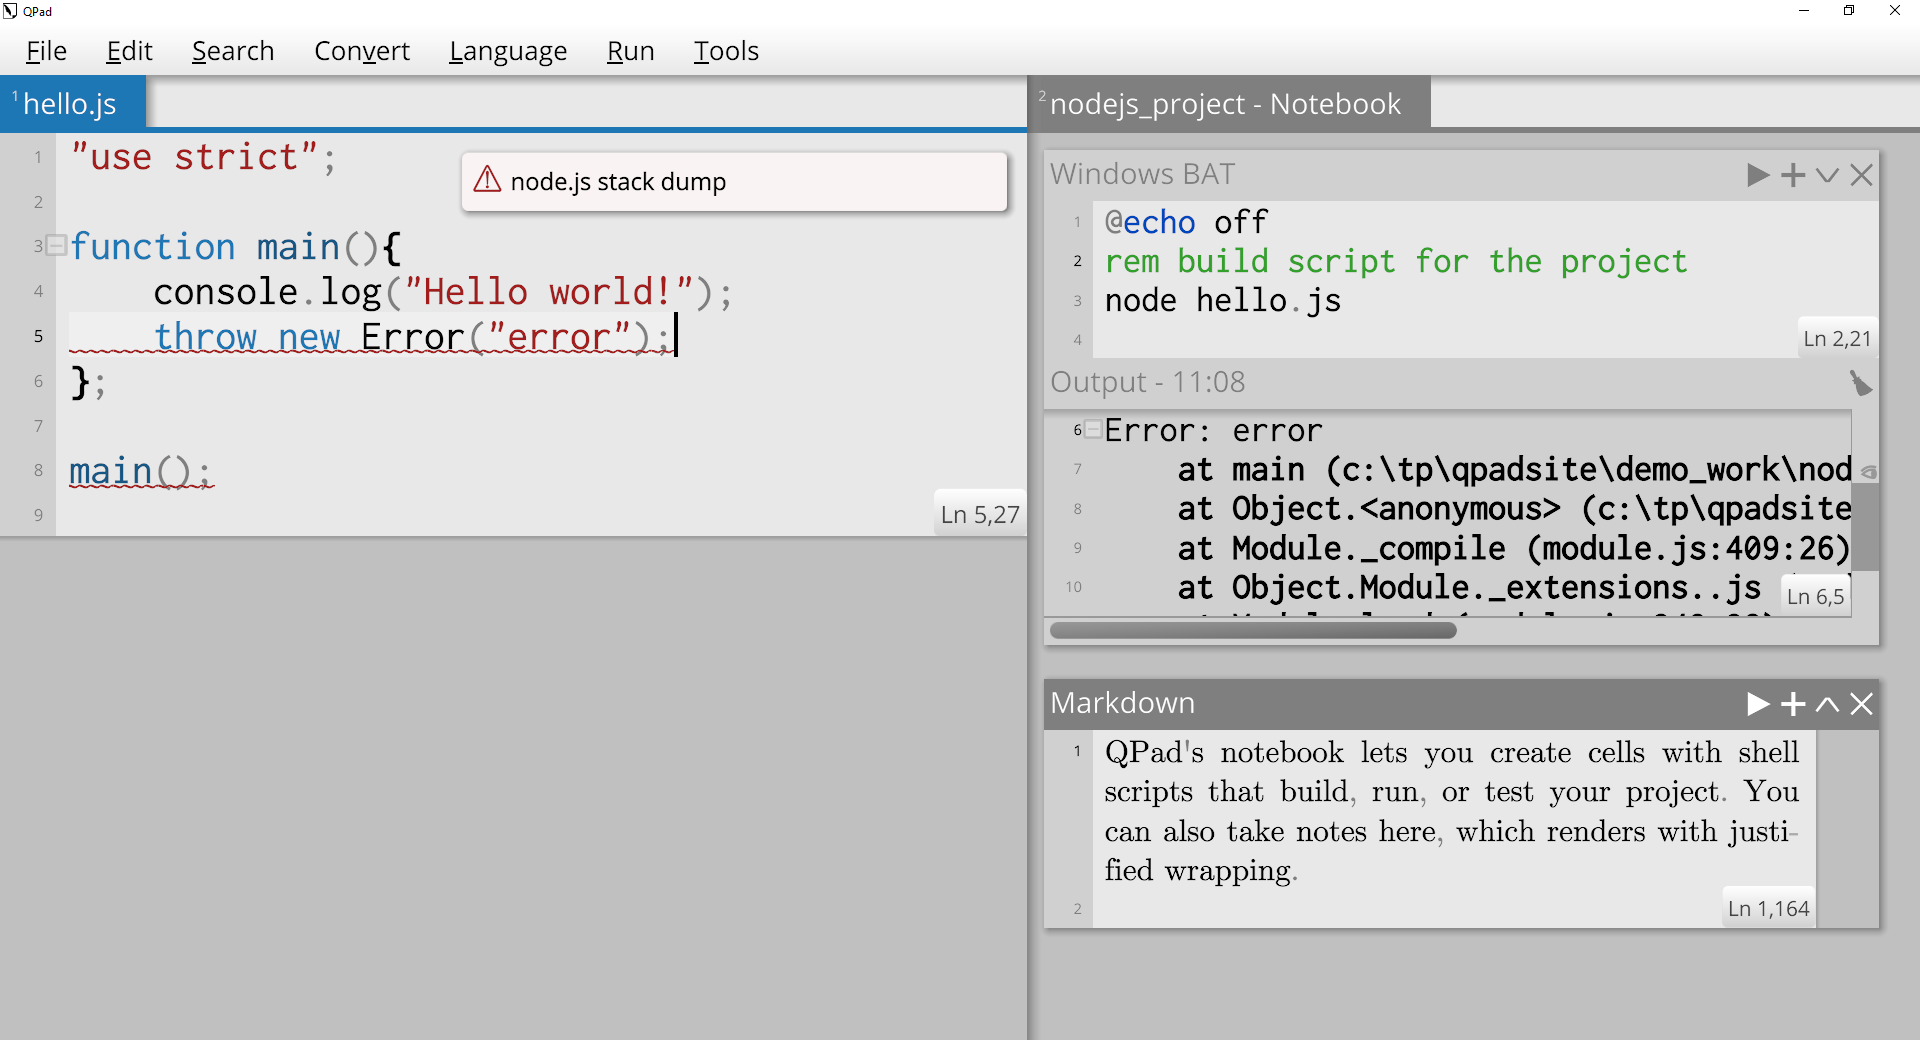 QPad
File Edit Search Convert Language Run Tools
1 hello.js
1 "use strict";
2
3 function main(){
4 console.log("Hello world!");
5 throw new Error("error");
6 };
7
8 main();
9
node.js stack dump
Ln 5,27
2 nodejs_project - Notebook
Windows BAT
1 @echo off
2 rem build script for the project
3 node hello.js
4
Ln 2,21
Output - 11:08
6 Error: error
7 at main (c:\tp\qpadsite\demo_work\nod
8 at Object.<anonymous> (c:\tp\qpadsite
9 at Module._compile (module.js:409:26)
10 at Object.Module._extensions..js
Ln 6,5
Markdown
1 QPad's notebook lets you create cells with shell
scripts that build, run, or test your project. You
can also take notes here, which renders with justi-
fied wrapping.
2
Ln 1,164